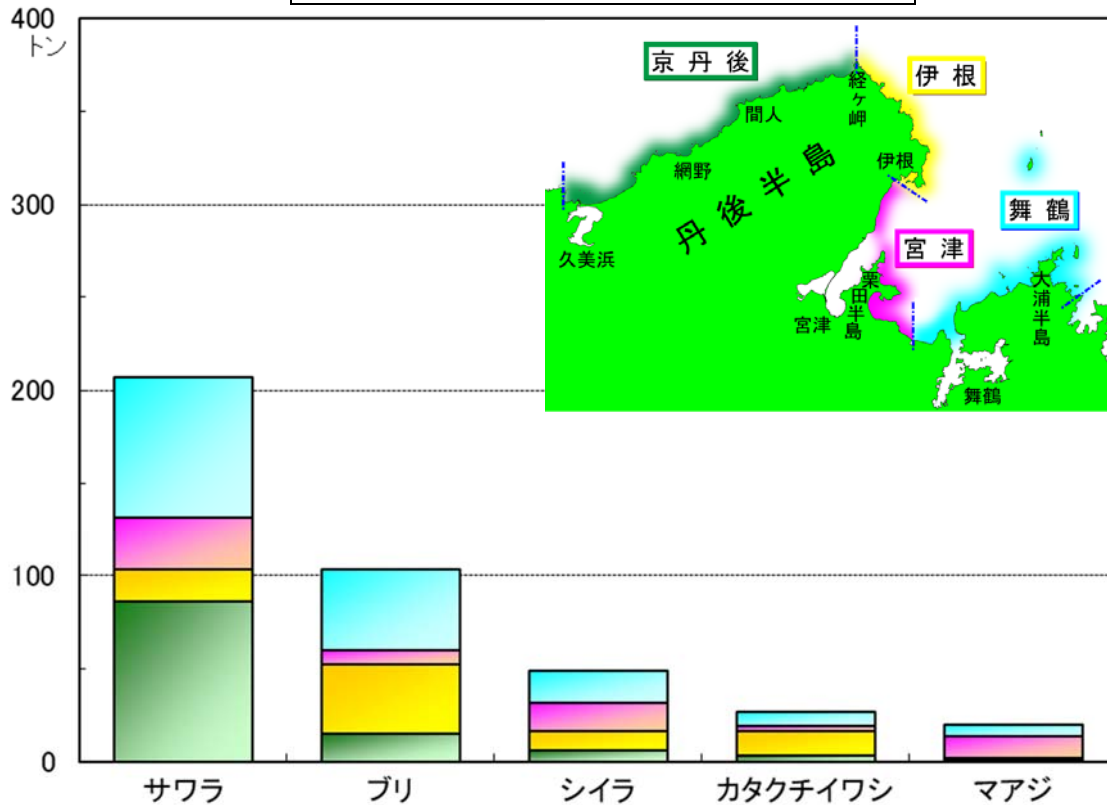 400
トン
300
200
100
0
サワラ
ブリ
シイラ
カタクチイワシ
マアジ
京丹後
伊根
舞鶴
宮津
経ヶ岬
間人
網野
丹後半島
伊根
久美浜
宮津
栗田半島
大浦半島
舞鶴